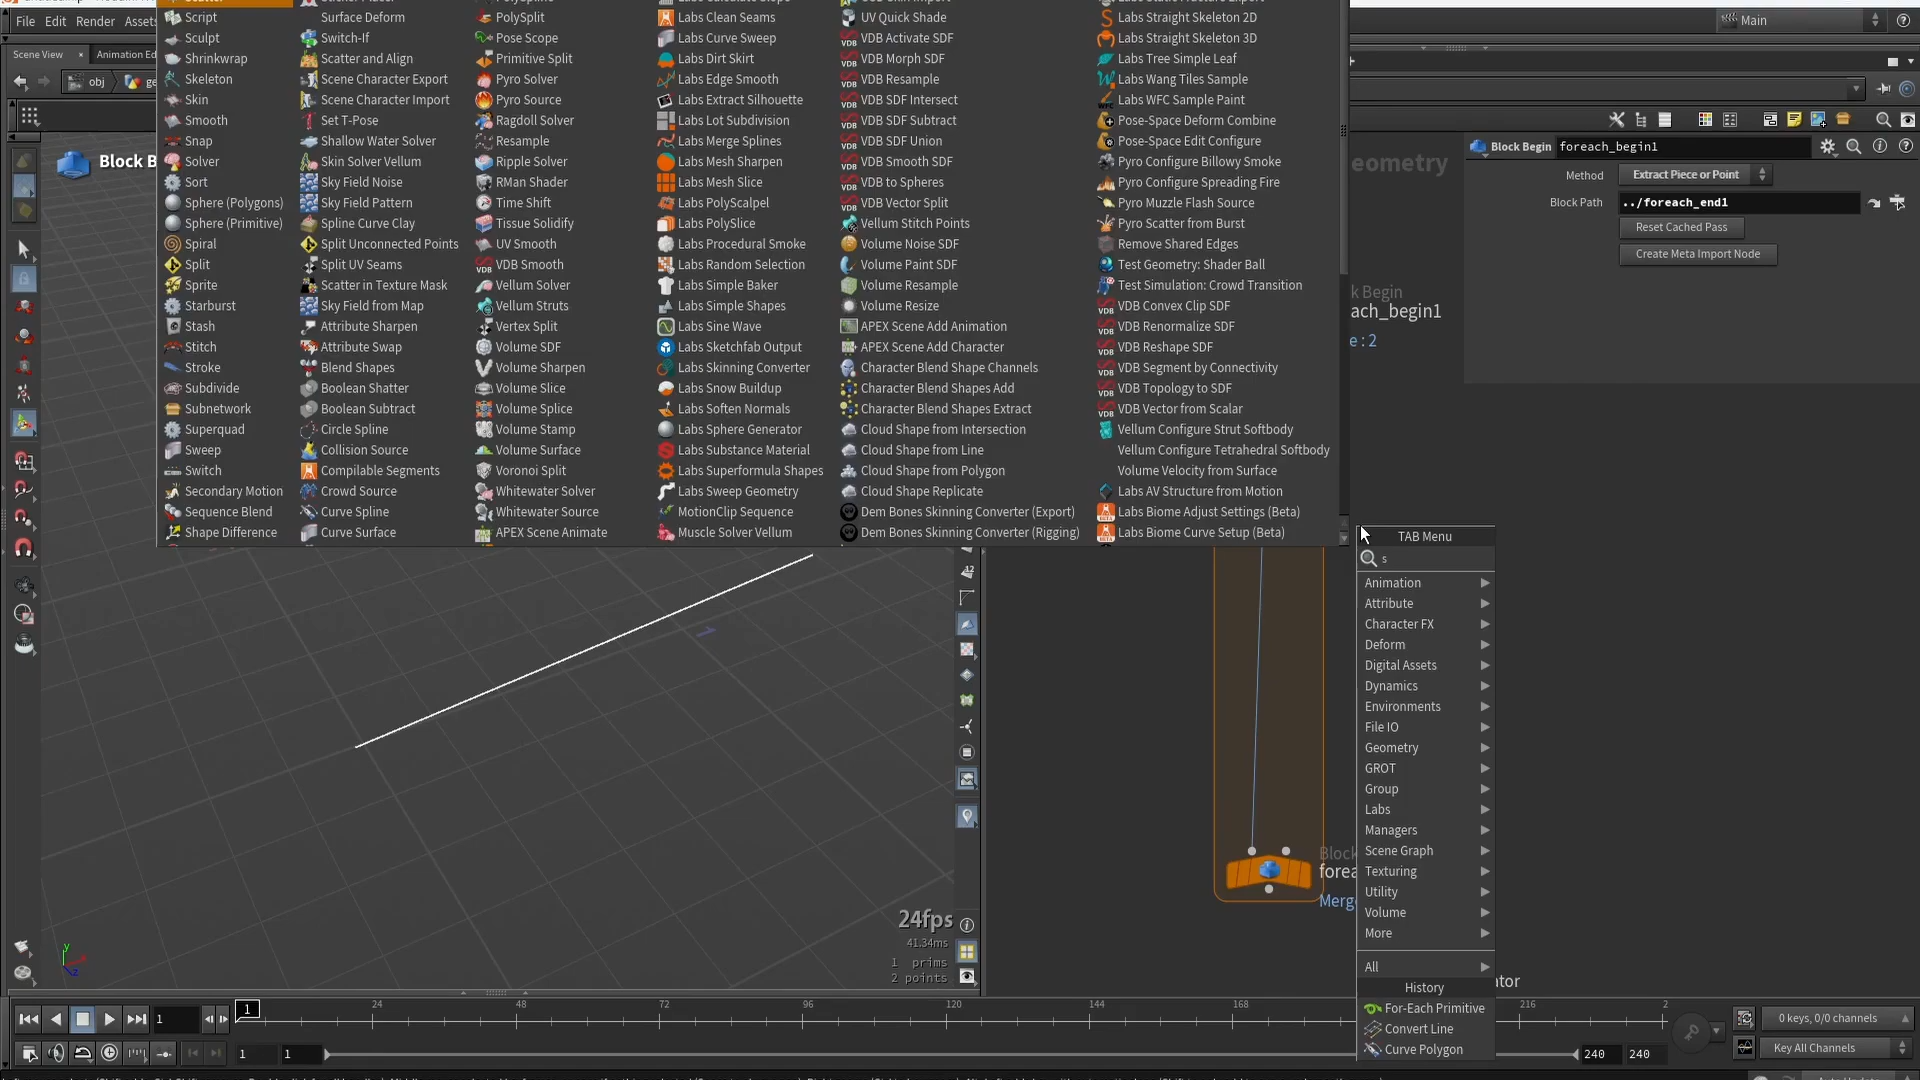 File Edit Render Assets
Main
Scene View × Animation Ed
obj ge
Block B
Script
Sculpt
Shrinkwrap
Skeleton
Skin
Smooth
Snap
Solver
Sort
Sphere (Polygons)
Sphere (Primitive)
Spiral
Split
Sprite
Starburst
Stash
Stitch
Stroke
Subdivide
Subnetwork
Superquad
Sweep
Switch
Secondary Motion
Sequence Blend
Shape Difference
Surface Deform
Switch-If
Scatter and Align
Scene Character Export
Scene Character Import
Set T-Pose
Shallow Water Solver
Skin Solver Vellum
Sky Field Noise
Sky Field Pattern
Spline Curve Clay
Split Unconnected Points
Split UV Seams
Scatter in Texture Mask
Sky Field from Map
Attribute Sharpen
Attribute Swap
Blend Shapes
Boolean Shatter
Boolean Subtract
Circle Spline
Collision Source
Compilable Segments
Crowd Source
Curve Spline
Curve Surface
PolySplit
Pose Scope
Primitive Split
Pyro Solver
Pyro Source
Ragdoll Solver
Resample
Ripple Solver
RMan Shader
Time Shift
Tissue Solidify
UV Smooth
VDB Smooth
Vellum Solver
Vellum Struts
Vertex Split
Volume SDF
Volume Sharpen
Volume Slice
Volume Splice
Volume Stamp
Volume Surface
Voronoi Split
Whitewater Solver
Whitewater Source
APEX Scene Animate
Labs Clean Seams
Labs Curve Sweep
Labs Dirt Skirt
Labs Edge Smooth
Labs Extract Silhouette
Labs Lot Subdivision
Labs Merge Splines
Labs Mesh Sharpen
Labs Mesh Slice
Labs PolyScalpel
Labs PolySlice
Labs Procedural Smoke
Labs Random Selection
Labs Simple Baker
Labs Simple Shapes
Labs Sine Wave
Labs Sketchfab Output
Labs Skinning Converter
Labs Snow Buildup
Labs Soften Normals
Labs Sphere Generator
Labs Substance Material
Labs Superformula Shapes
Labs Sweep Geometry
MotionClip Sequence
Muscle Solver Vellum
UV Quick Shade
VDB Activate SDF
VDB Morph SDF
VDB Resample
VDB SDF Intersect
VDB SDF Subtract
VDB SDF Union
VDB Smooth SDF
VDB to Spheres
VDB Vector Split
Vellum Stitch Points
Volume Noise SDF
Volume Paint SDF
Volume Resample
Volume Resize
APEX Scene Add Animation
APEX Scene Add Character
Character Blend Shape Channels
Character Blend Shapes Add
Character Blend Shapes Extract
Cloud Shape from Intersection
Cloud Shape from Line
Cloud Shape from Polygon
Cloud Shape Replicate
Dem Bones Skinning Converter (Export)
Dem Bones Skinning Converter (Rigging)
Labs Straight Skeleton 2D
Labs Straight Skeleton 3D
Labs Tree Simple Leaf
Labs Wang Tiles Sample
Labs WFC Sample Paint
Pose-Space Deform Combine
Pose-Space Edit Configure
Pyro Configure Billowy Smoke
Pyro Configure Spreading Fire
Pyro Muzzle Flash Source
Pyro Scatter from Burst
Remove Shared Edges
Test Geometry: Shader Ball
Test Simulation: Crowd Transition
VDB Convex Clip SDF
VDB Renormalize SDF
VDB Reshape SDF
VDB Segment by Connectivity
VDB Topology to SDF
VDB Vector from Scalar
Vellum Configure Strut Softbody
Vellum Configure Tetrahedral Softbody
Volume Velocity from Surface
Labs AV Structure from Motion
Labs Biome Adjust Settings (Beta)
Labs Biome Curve Setup (Beta)
eometry
Block Begin foreach_begin1
Method Extract Piece or Point
Block Path ../foreach_end1
Reset Cached Pass
Create Meta Import Node
k Begin
ach_begin1
e : 2
TAB Menu
s
Animation
Attribute
Character FX
Deform
Digital Assets
Dynamics
Environments
File IO
Geometry
GROT
Group
Labs
Managers
Scene Graph
Texturing
Utility
Volume
More
All
History
For-Each Primitive
Convert Line
Curve Polygon
Block
forea
Merg
ator
24fps
41.34ms
1 prims
2 points
1 1 24 48 72 96 120 144 168 216 2
0 keys, 0/0 channels
1 1 240 240
Key All Channels